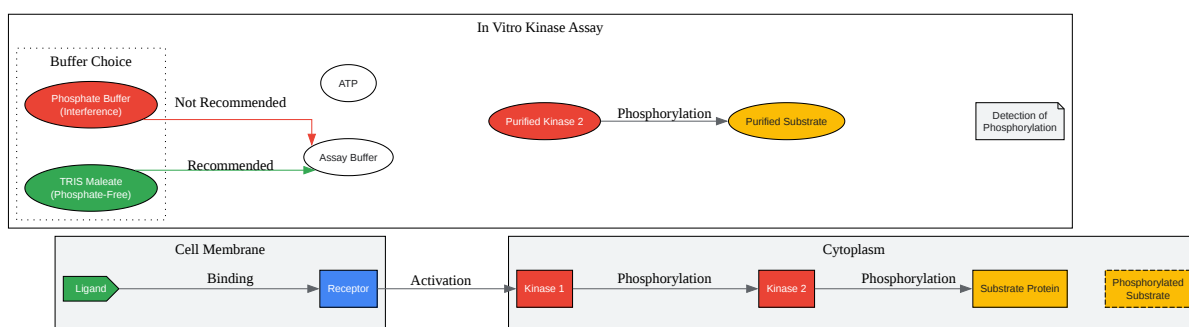 In Vitro Kinase Assay
Buffer Choice
ATP
Phosphate Buffer
(Interference)
Not Recommended
Purified Kinase 2
Phosphorylation
Purified Substrate
Detection of
Phosphorylation
Assay Buffer
Recommended
TRIS Maleate
(Phosphate-Free)
Cell Membrane
Cytoplasm
Ligand
Binding
Receptor
Activation
Kinase 1
Phosphorylation
Kinase 2
Phosphorylation
Substrate Protein
Phosphorylated
Substrate